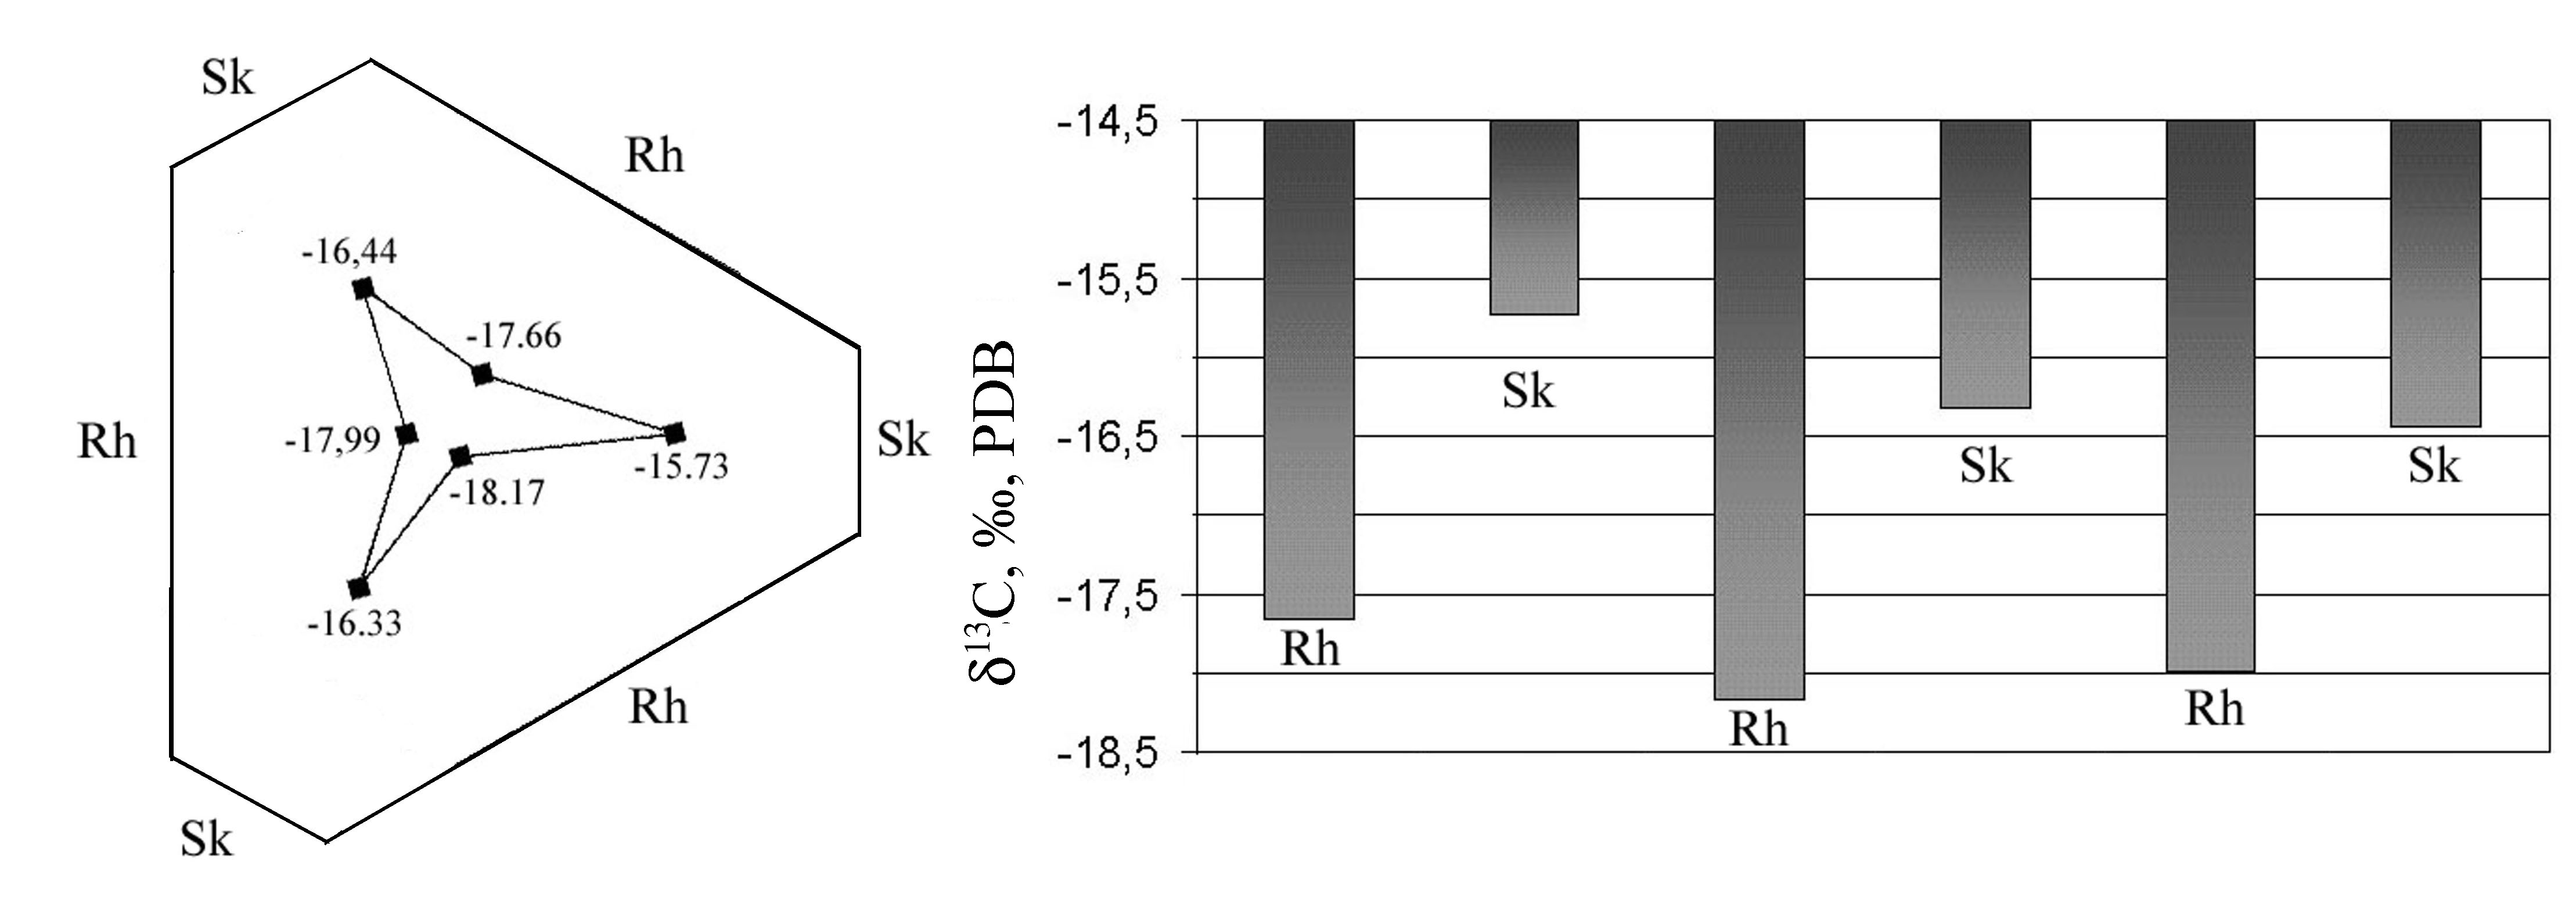 Sk
Rh
-16,44
-17.66
Rh
-17,99
-15.73
Sk
-18.17
-16.33
Rh
Sk
δ¹³C, ‰, PDB
-14,5
-15,5
-16,5
-17,5
-18,5
Rh
Sk
Rh
Sk
Rh
Sk